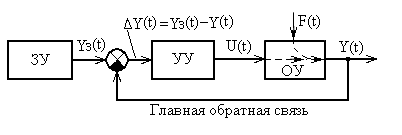 ΔY(t)=Yз(t)–Y(t)
F(t)
Yз(t)
U(t)
Y(t)
ЗУ
УУ
ОУ
Главная обратная связь